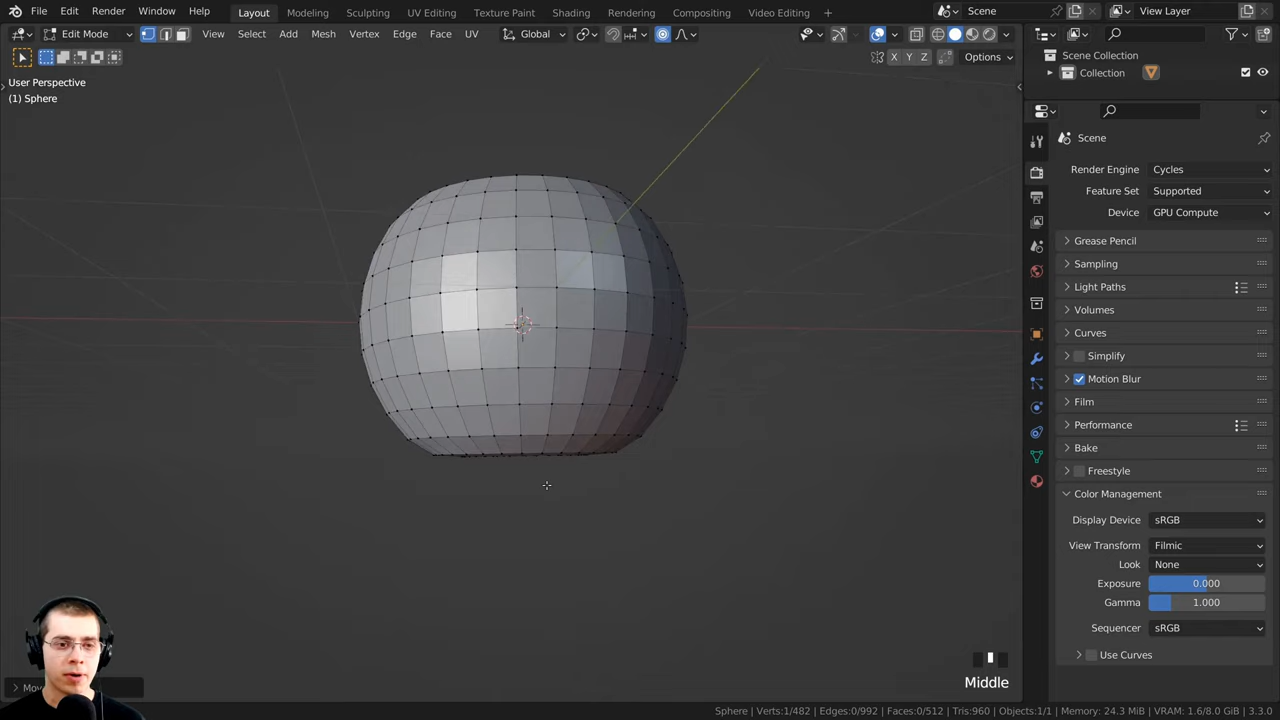 File Edit Render Window Help Layout Modeling Sculpting UV Editing Texture Paint Shading Rendering Compositing Video Editing + Scene View Layer
Edit Mode View Select Add Mesh Vertex Edge Face UV Global
X Y Z Options
User Perspective
(1) Sphere
Scene Collection
Collection
Scene
Render Engine Cycles
Feature Set Supported
Device GPU Compute
Grease Pencil
Sampling
Light Paths
Volumes
Curves
Simplify
Motion Blur
Film
Performance
Bake
Freestyle
Color Management
Display Device sRGB
View Transform Filmic
Look None
Exposure 0.000
Gamma 1.000
Sequencer sRGB
Use Curves
Middle
Sphere | Verts:1/482 | Edges:0/992 | Faces:0/512 | Tris:960 | Objects:1/1 | Memory: 24.3 MiB | VRAM: 1.6/8.0 GiB | 3.3.0